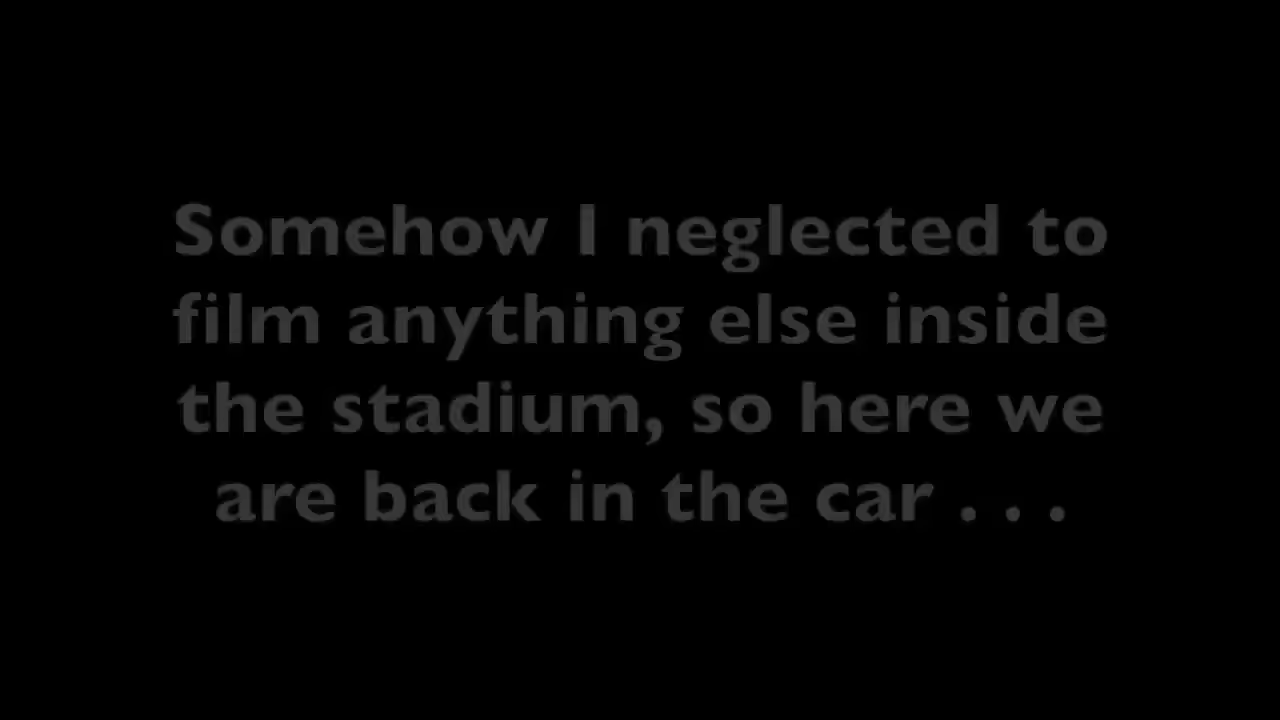 Somehow I neglected to
film anything else inside
the stadium, so here we
are back in the car . . .